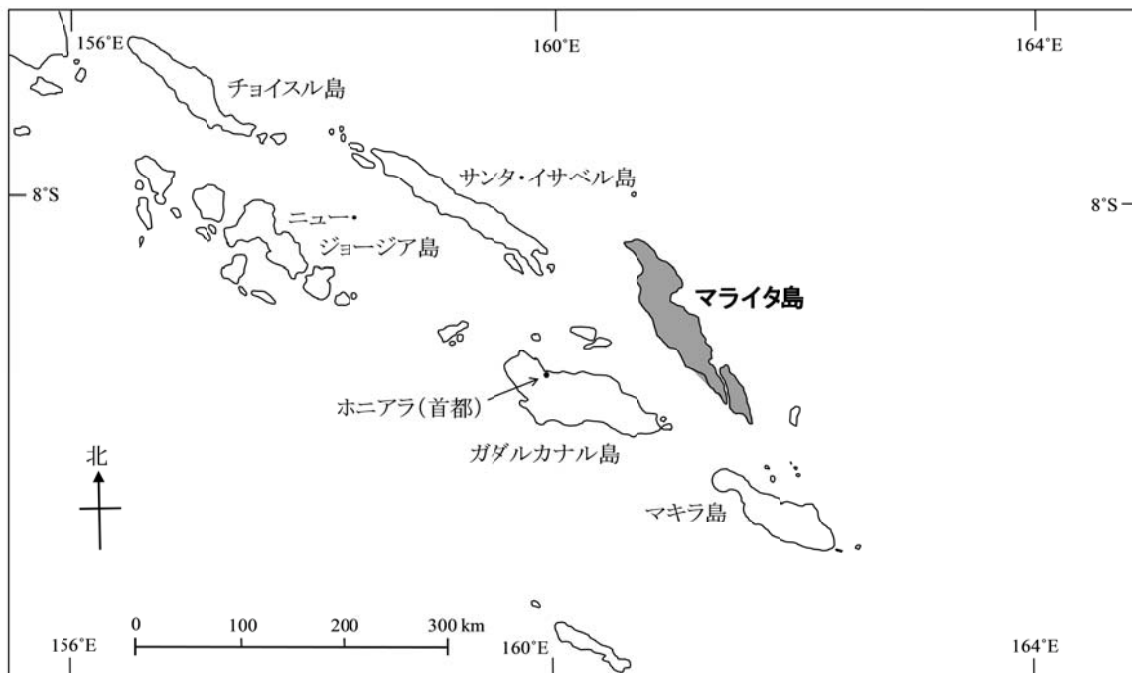 156°E
160°E
164°E
チョイスル島
サンタ・イサベル島
8°S
8°S
ニュー・
ジョージア島
マライタ島
ホニアラ(首都)
ガダルカナル島
北
マキラ島
0 100 200 300 km
156°E
160°E
164°E